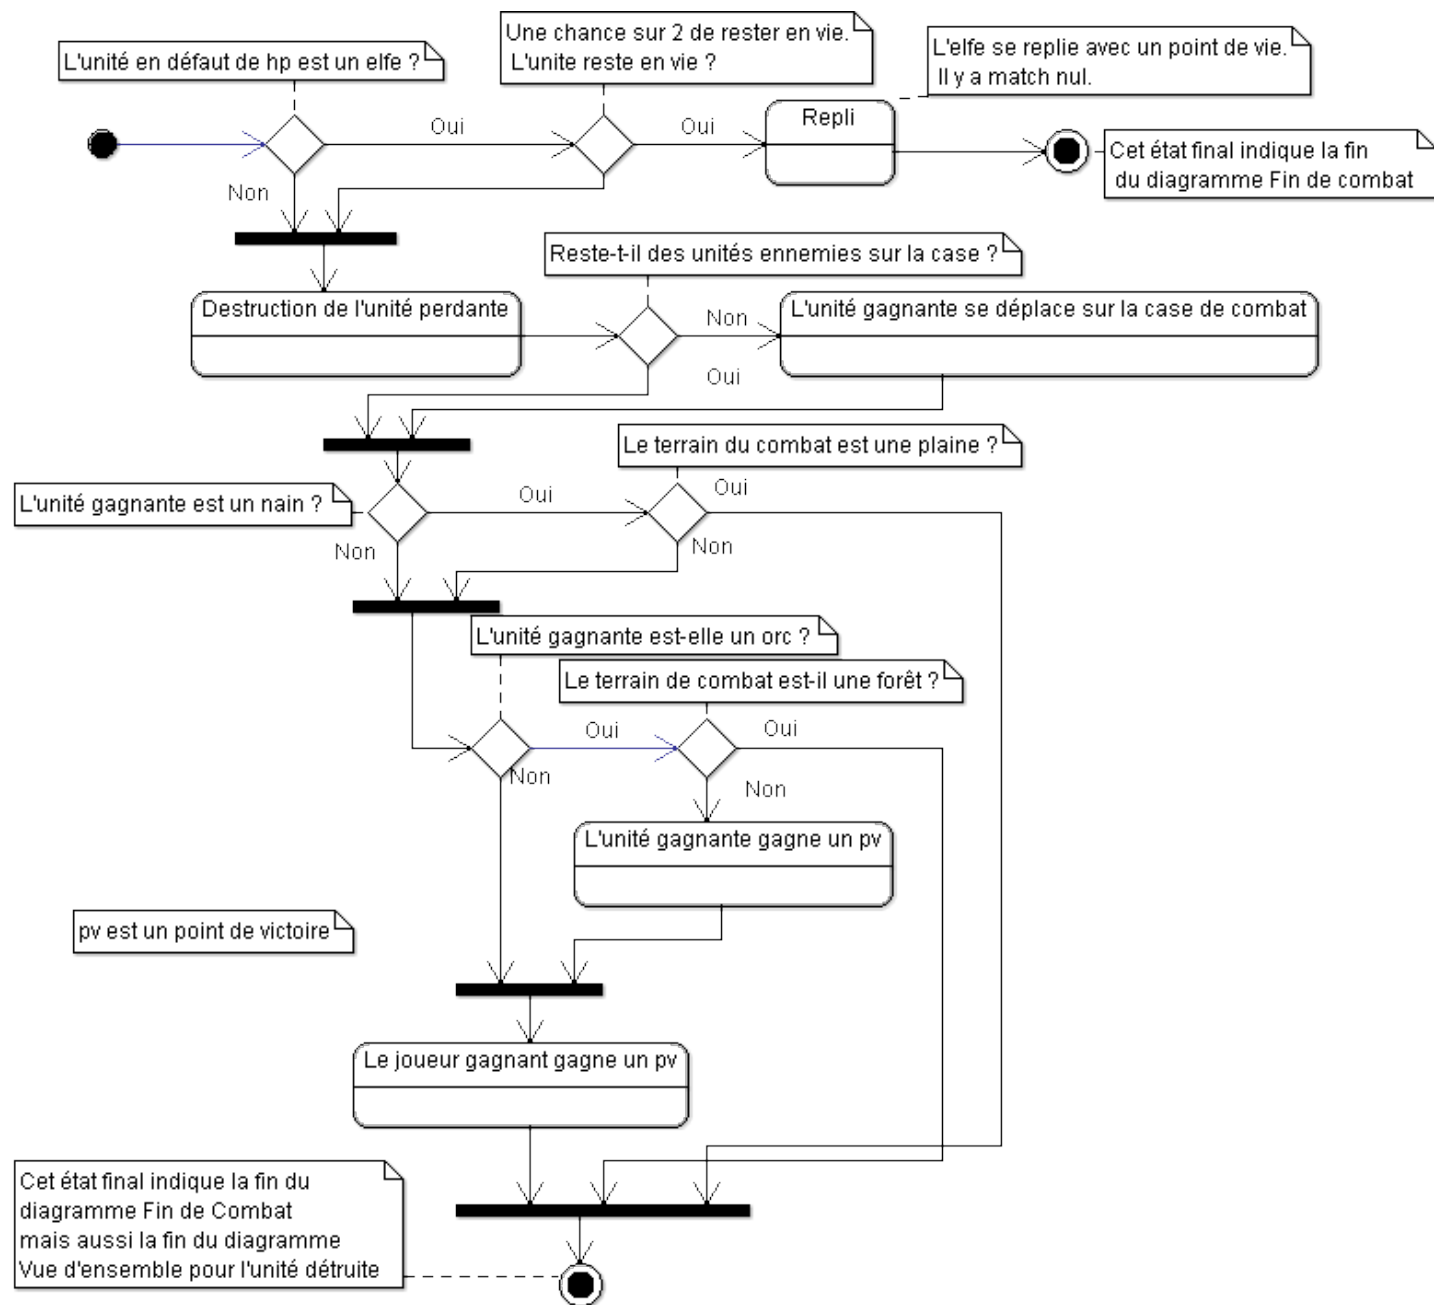 L'unité en défaut de hp est un elfe ?
Une chance sur 2 de rester en vie.
L'unite reste en vie ?
L'elfe se replie avec un point de vie.
Il y a match nul.
Oui
Oui
Repli
Cet état final indique la fin
du diagramme Fin de combat
Non
Reste-t-il des unités ennemies sur la case ?
Destruction de l'unité perdante
Non
L'unité gagnante se déplace sur la case de combat
Oui
Le terrain du combat est une plaine ?
L'unité gagnante est un nain ?
Oui
Oui
Non
Non
L'unité gagnante est-elle un orc ?
Le terrain de combat est-il une forêt ?
Oui
Oui
Non
Non
L'unité gagnante gagne un pv
pv est un point de victoire
Le joueur gagnant gagne un pv
Cet état final indique la fin du
diagramme Fin de Combat
mais aussi la fin du diagramme
Vue d'ensemble pour l'unité détruite